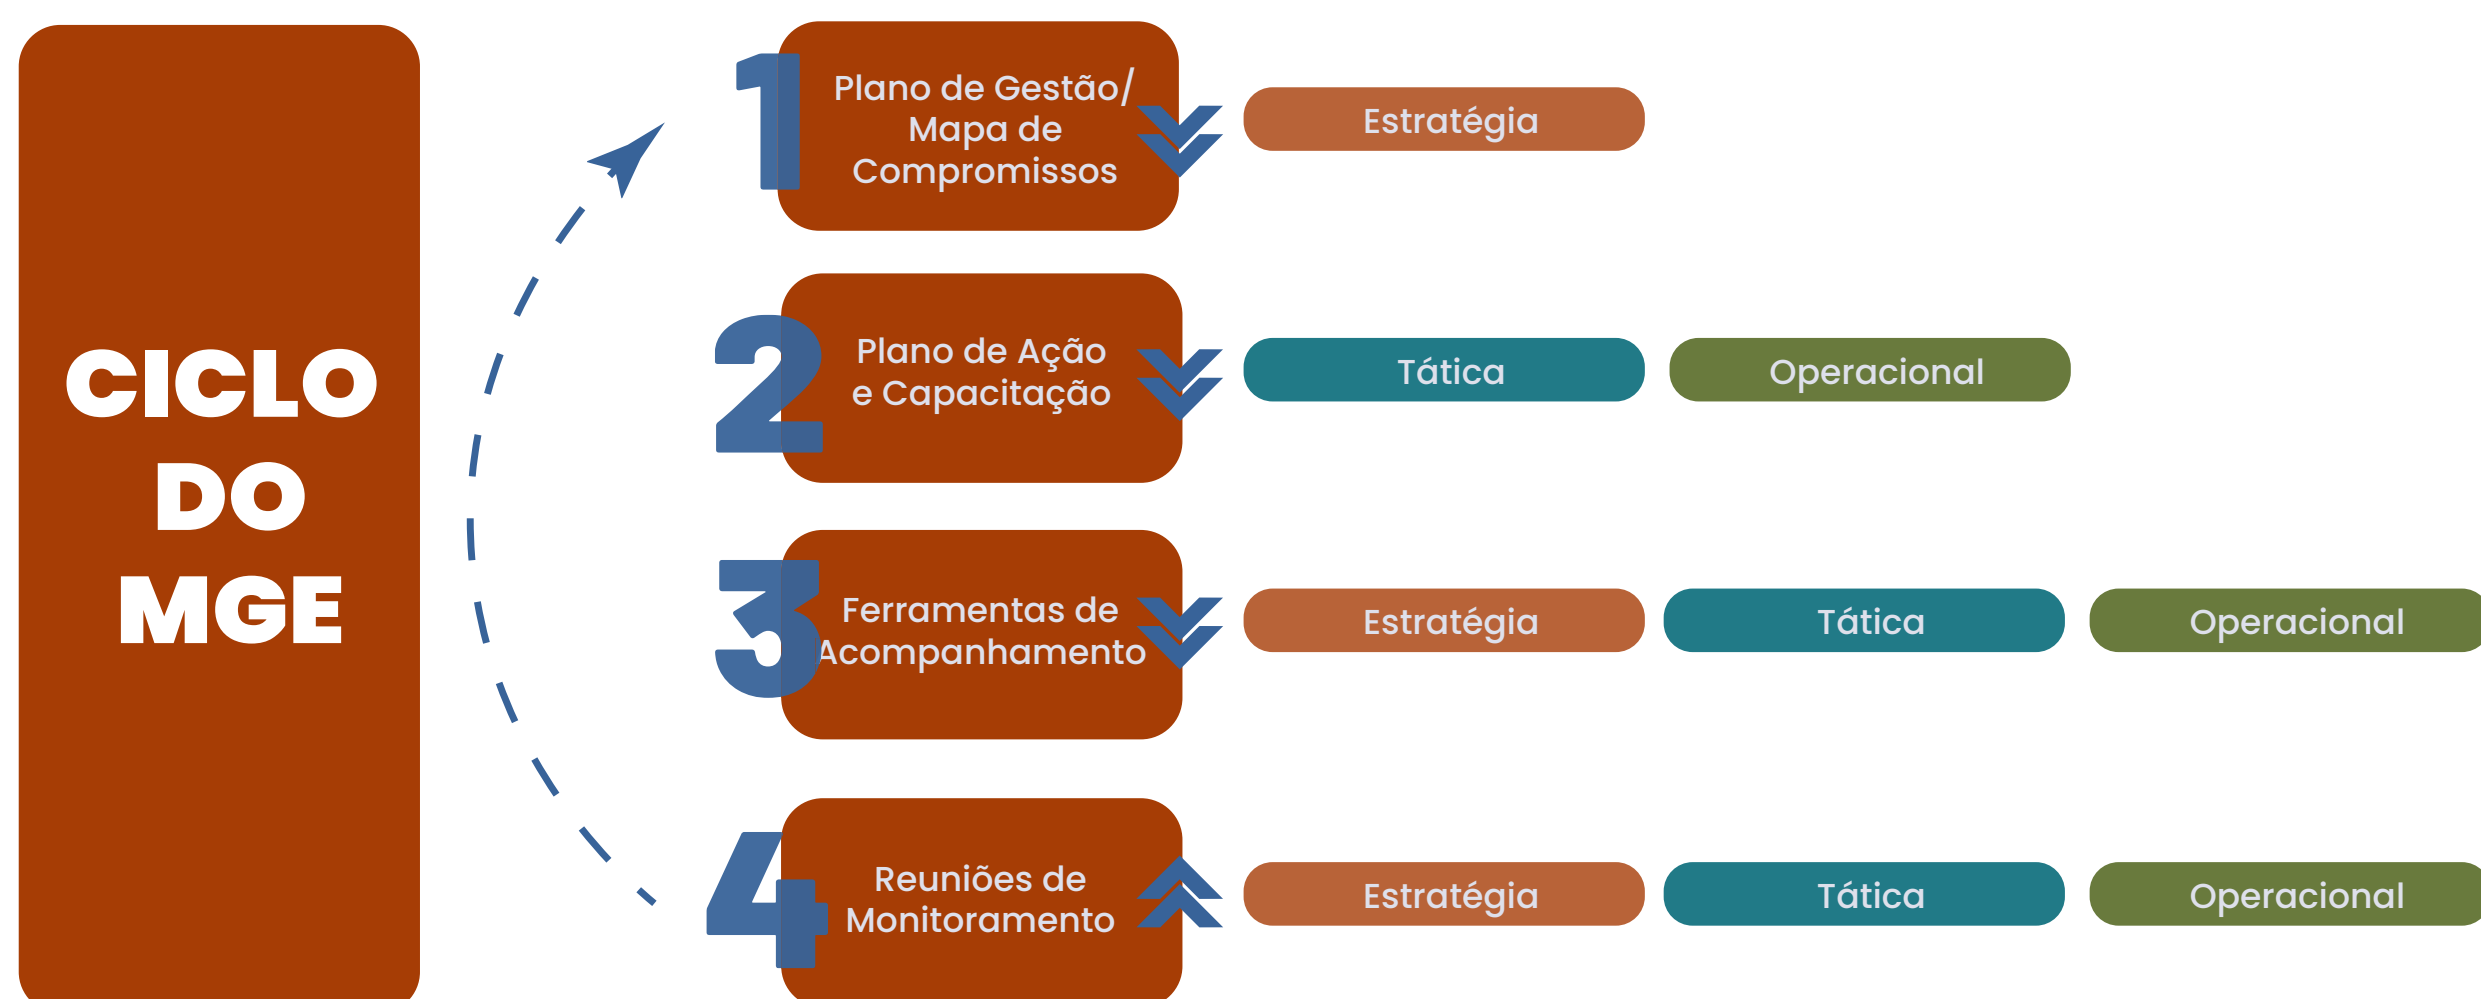 CICLO
DO
MGE
1
Plano de Gestão/
Mapa de
Compromissos
Estratégia
2
Plano de Ação
e Capacitação
Tática
Operacional
3
Ferramentas de
Acompanhamento
Estratégia
Tática
Operacional
4
Reuniões de
Monitoramento
Estratégia
Tática
Operacional